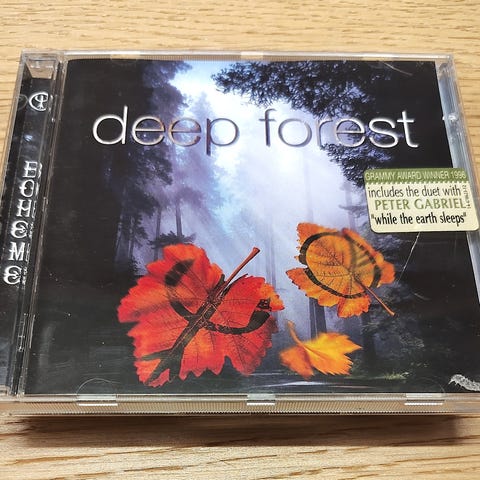 deep forest
BOHEME
GRAMMY AWARD WINNER 1996
includes the duet with
PETER GABRIEL
"while the earth sleeps"